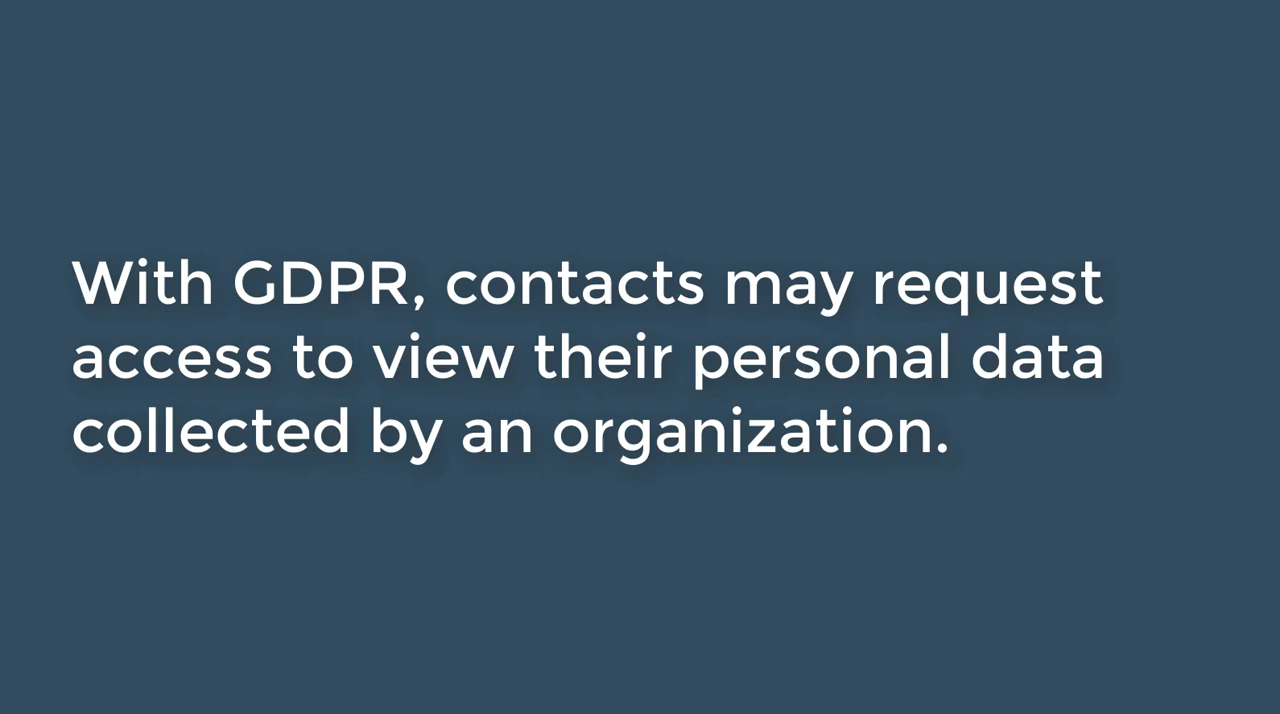 With GDPR, contacts may request
access to view their personal data
collected by an organization.